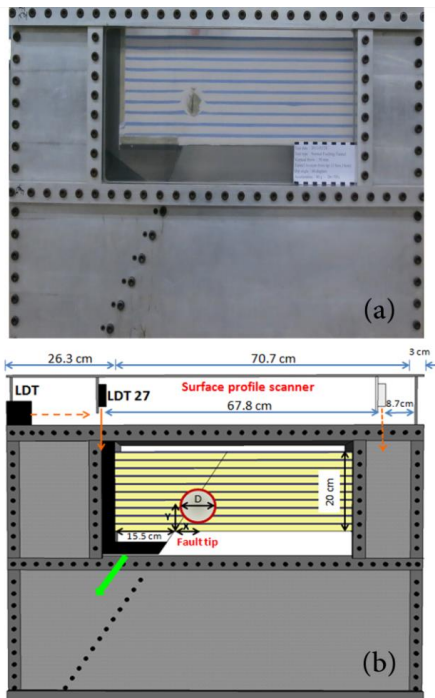 (a)
26.3 cm
70.7 cm
3 cm
LDT
LDT 27
Surface profile scanner
67.8 cm
8.7cm
D
20 cm
Y
X
15.5 cm
Fault tip
(b)